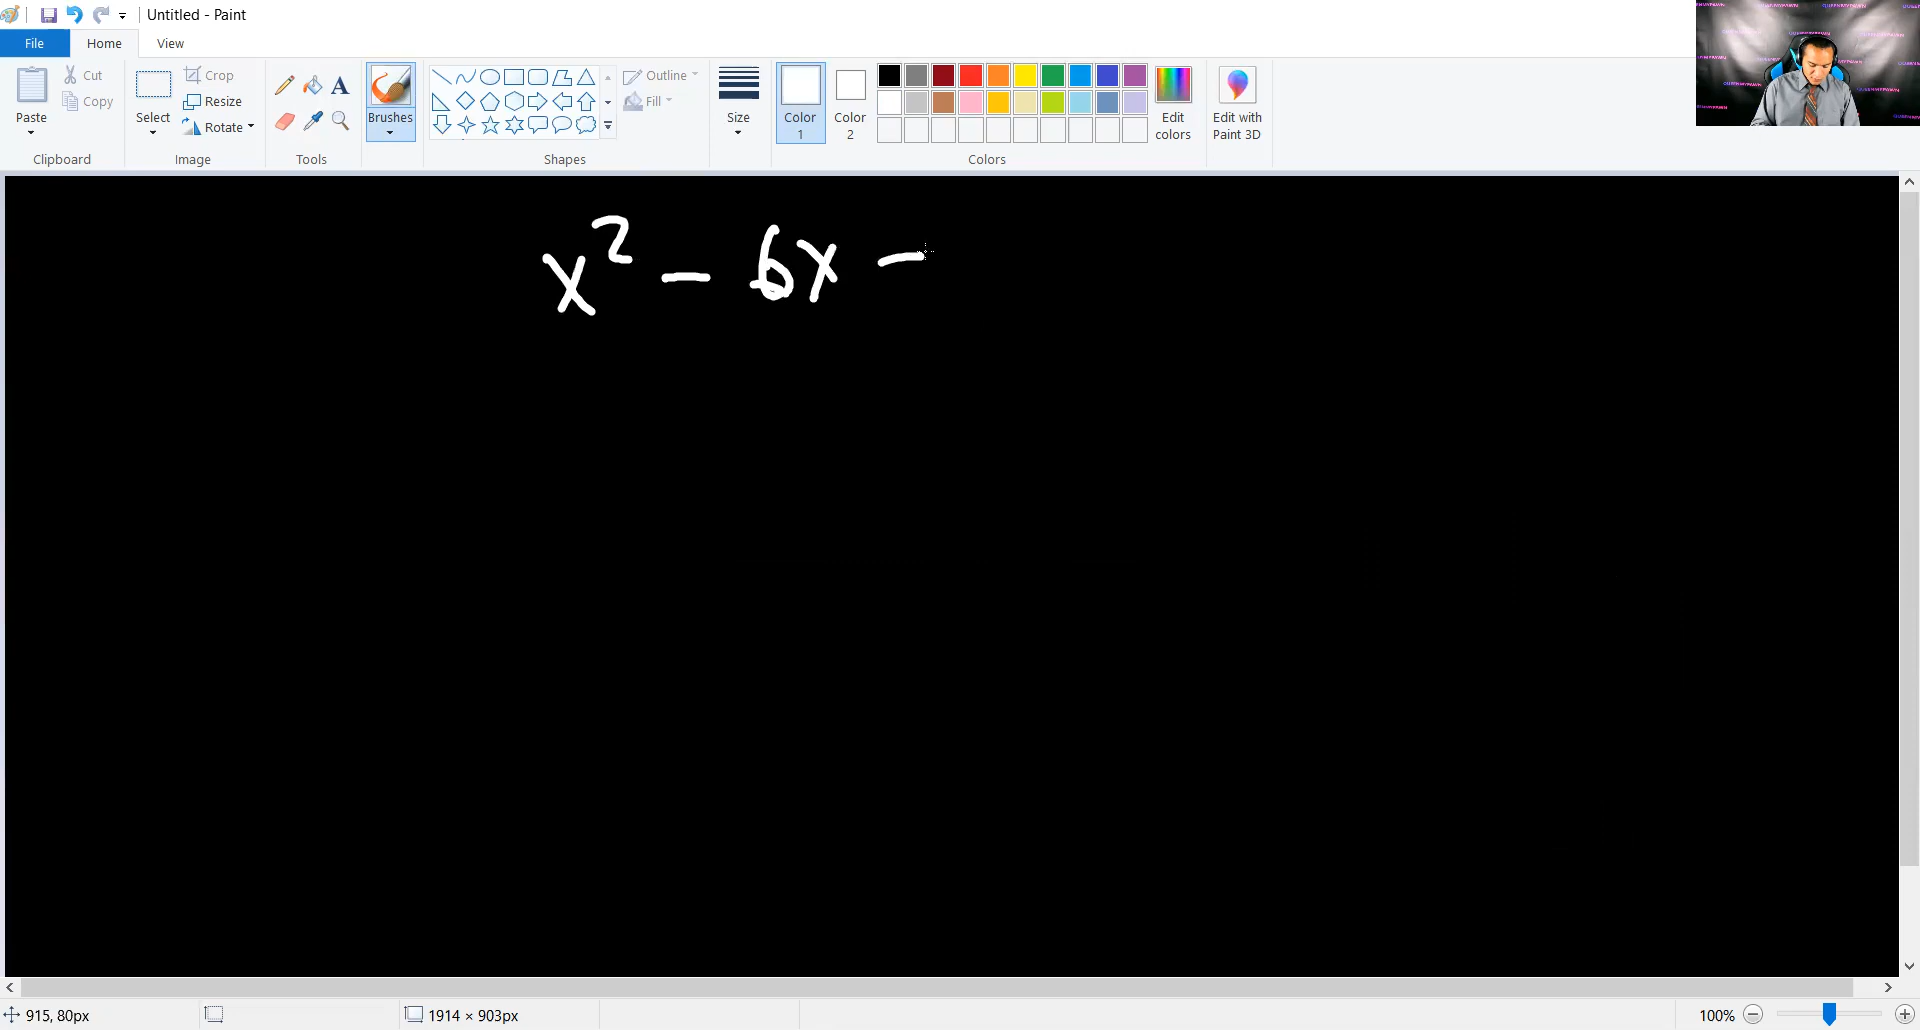 Untitled - Paint
File Home View
Paste
Cut
Copy
Clipboard
Select
Crop
Resize
Rotate
Image
Tools
Brushes
Outline
Fill
Shapes
Size
Color 1
Color 2
Edit colors
Colors
Edit with Paint 3D
x² - 6x -
915, 80px
1914 × 903px
100%